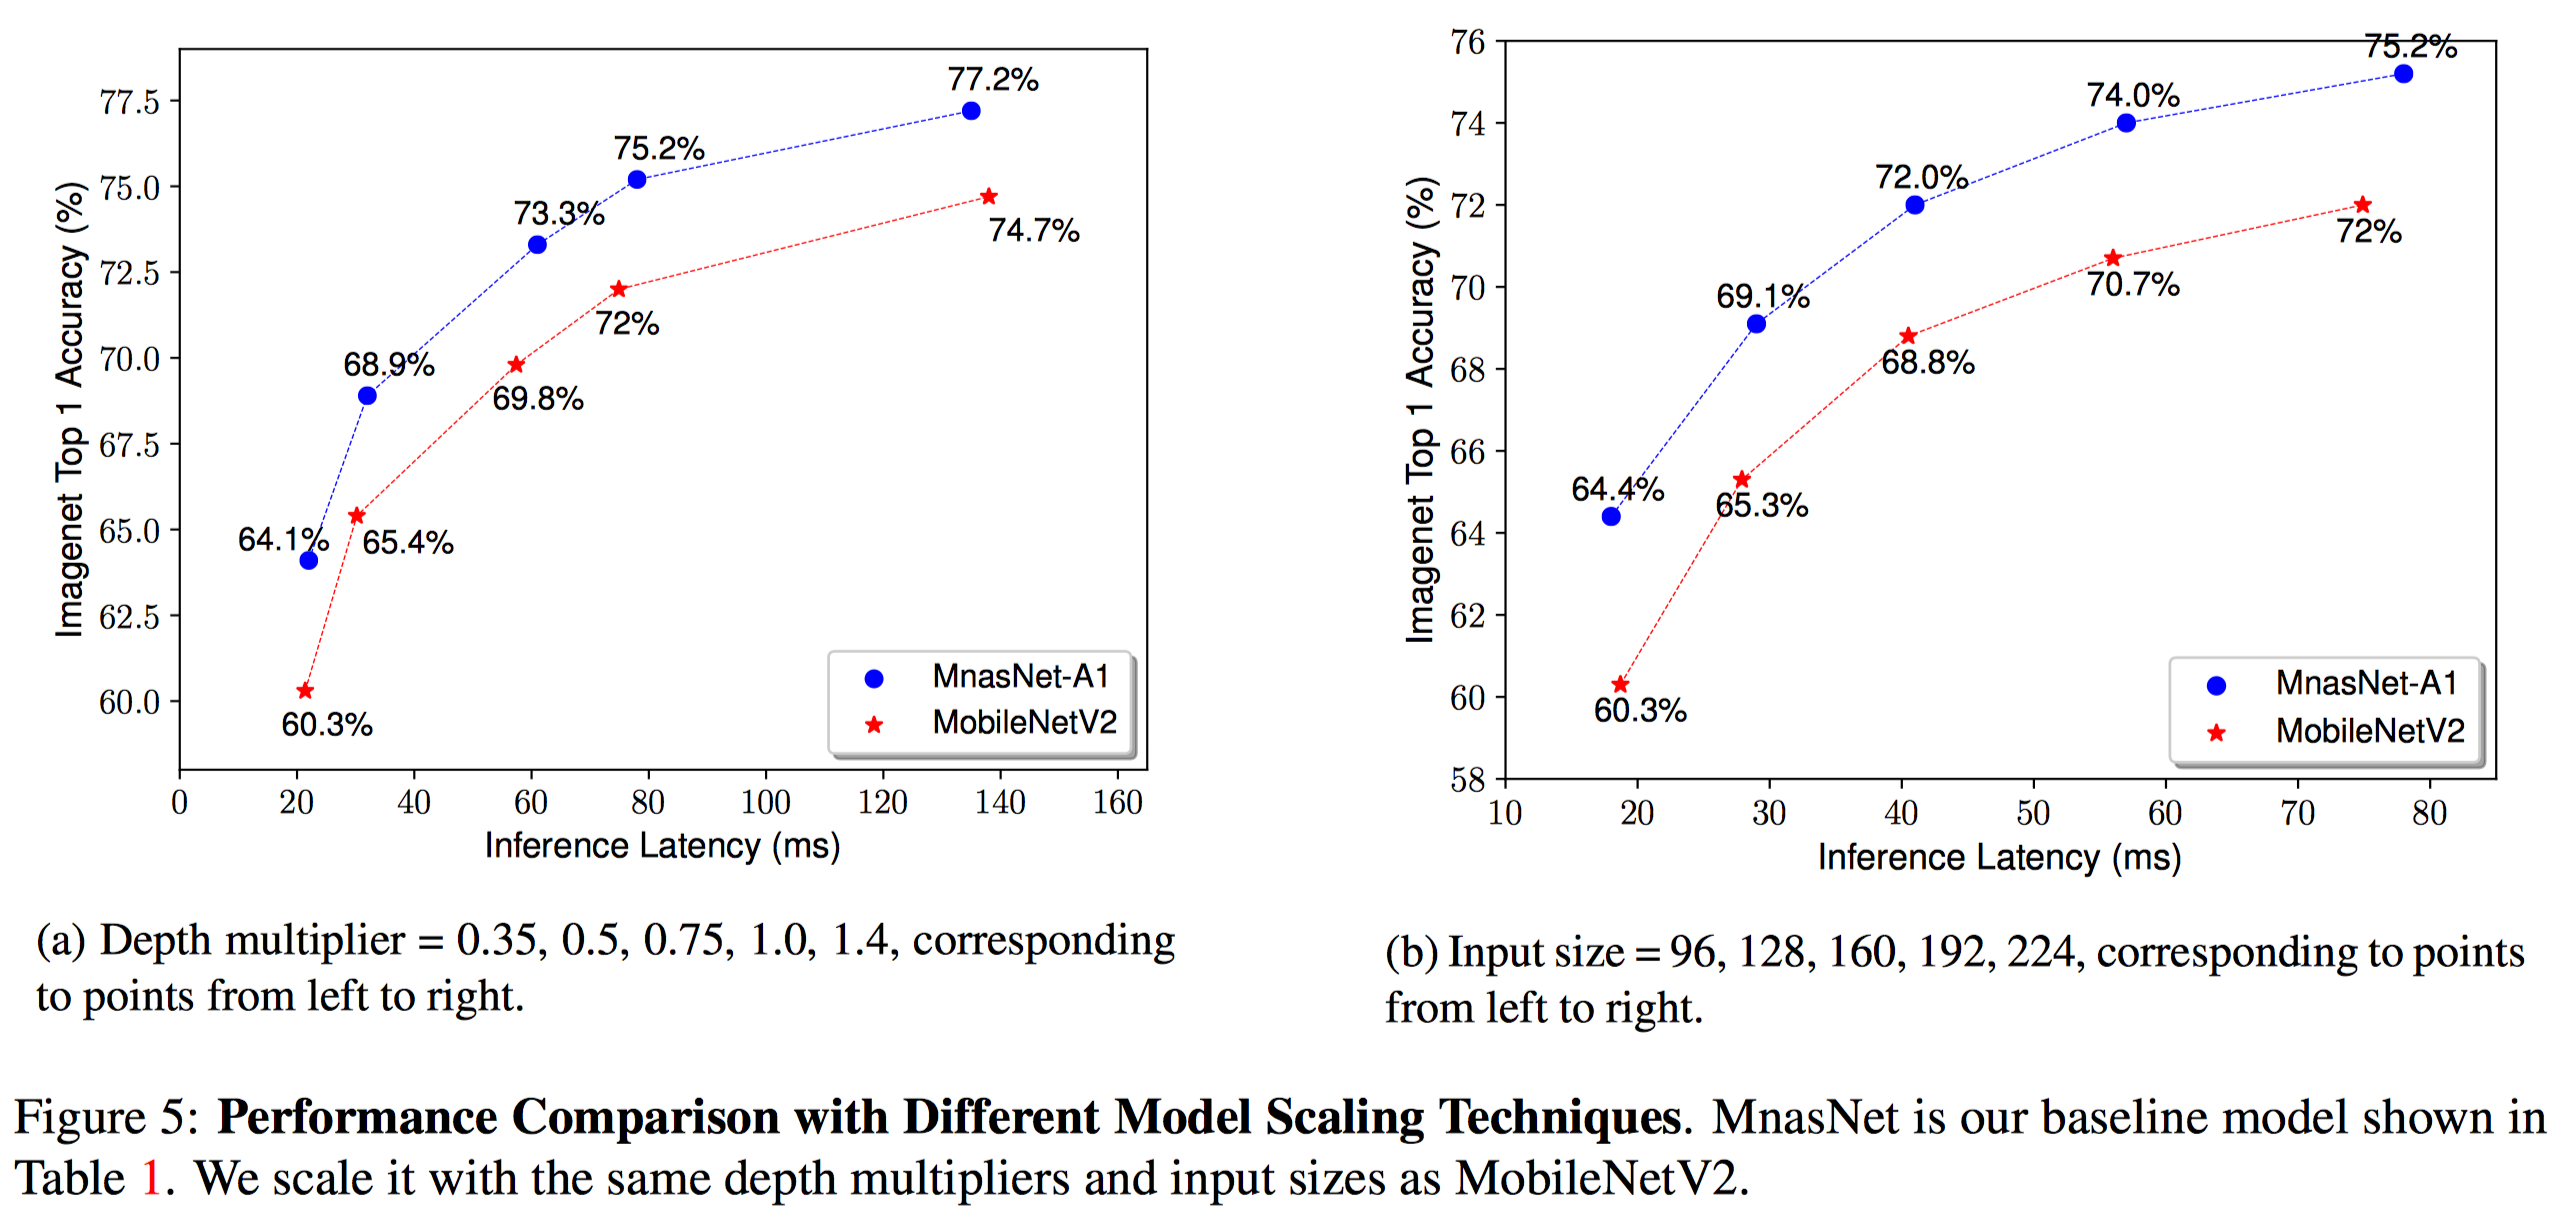 77.5
75.0
72.5
70.0
67.5
65.0
62.5
60.0
Imagenet Top 1 Accuracy (%)
77.2%
75.2%
73.3%
68.9%
64.1%
74.7%
72%
69.8%
65.4%
60.3%
MnasNet-A1
MobileNetV2
0 20 40 60 80 100 120 140 160
Inference Latency (ms)
(a) Depth multiplier = 0.35, 0.5, 0.75, 1.0, 1.4, corresponding
to points from left to right.
76
74
72
70
68
66
64
62
60
58
Imagenet Top 1 Accuracy (%)
75.2%
74.0%
72.0%
69.1%
64.4%
72%
70.7%
68.8%
65.3%
60.3%
MnasNet-A1
MobileNetV2
10 20 30 40 50 60 70 80
Inference Latency (ms)
(b) Input size = 96, 128, 160, 192, 224, corresponding to points
from left to right.
Figure 5: Performance Comparison with Different Model Scaling Techniques. MnasNet is our baseline model shown in
Table 1. We scale it with the same depth multipliers and input sizes as MobileNetV2.